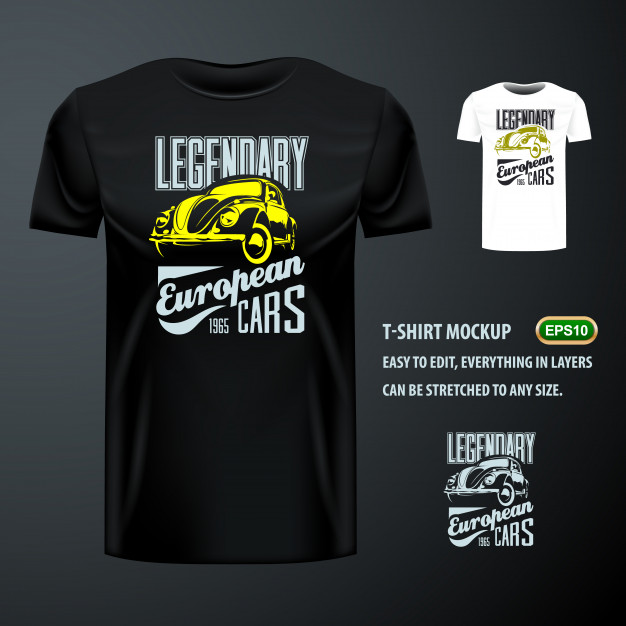 LEGENDARY
European
1965 CARS
LEGENDARY
European
1965 CARS
T-SHIRT MOCKUP EPS10
EASY TO EDIT, EVERYTHING IN LAYERS
CAN BE STRETCHED TO ANY SIZE.
LEGENDARY
European
1965 CARS